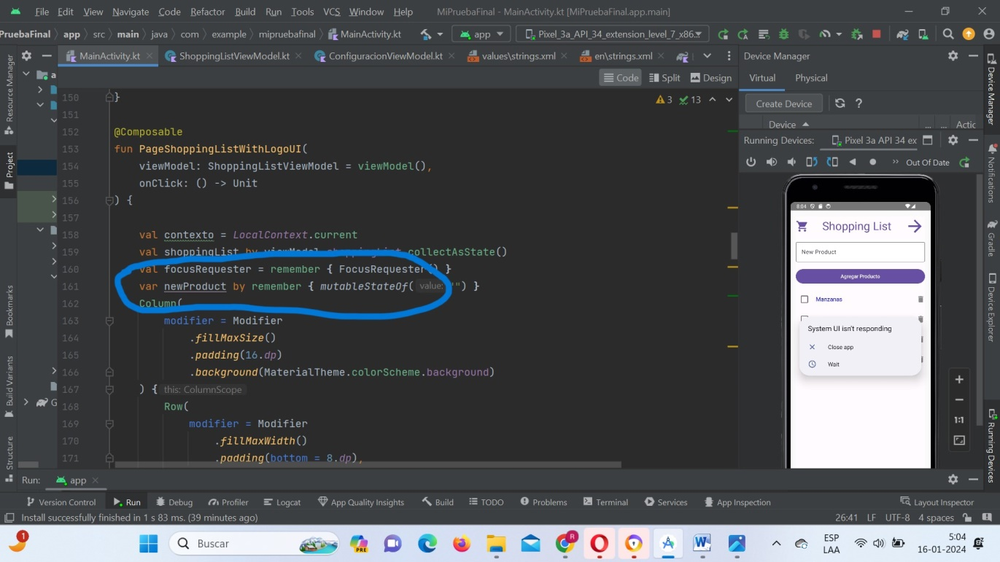 File Edit View Navigate Code Refactor Build Run Tools VCS Window Help MiPruebaFinal - MainActivity.kt [MiPruebaFinal.app.main]
PruebaFinal app src main java com example mipruebafinal MainActivity.kt app Pixel_3a_API_34_extension_level_7_x86...
MainActivity.kt ShoppingListViewModel.kt ConfiguracionViewModel.kt values\strings.xml en\strings.xml Device Manager
Code Split Design Virtual Physical
Create Device ?
Device ... ... Actic
Running Devices: Pixel 3a API 34 ex
Out Of Date
3 13
150 }
151
152 @Composable
153 fun PageShoppingListWithLogoUI(
154 viewModel: ShoppingListViewModel = viewModel(),
155 onClick: () -> Unit
156 ) {
157
158 val contexto = LocalContext.current
159 val shoppingList by viewModel.shoppingList.collectAsState()
160 val focusRequester = remember { FocusRequester() }
161 var newProduct by remember { mutableStateOf( value: "") }
162 Column(
163 modifier = Modifier
164 .fillMaxSize()
165 .padding(16.dp)
166 .background(MaterialTheme.colorScheme.background)
167 ) { this: ColumnScope
168 Row(
169 modifier = Modifier
170 .fillMaxWidth()
171 .padding(bottom = 8.dp),
8:04
Shopping List
New Product
Agregar Producto
Manzanas
System UI isn't responding
Close app
Wait
1:1
Resource Manager
Project
Bookmarks
Build Variants
Structure
Device Manager
Notifications
Gradle
Device Explorer
Running Devices
a
G
Run: app
Version Control Run Debug Profiler Logcat App Quality Insights Build TODO Problems Terminal Services App Inspection Layout Inspector
Install successfully finished in 1 s 83 ms. (39 minutes ago) 26:41 LF UTF-8 4 spaces
1 Buscar PRE R W ESP LAA 5:04 16-01-2024